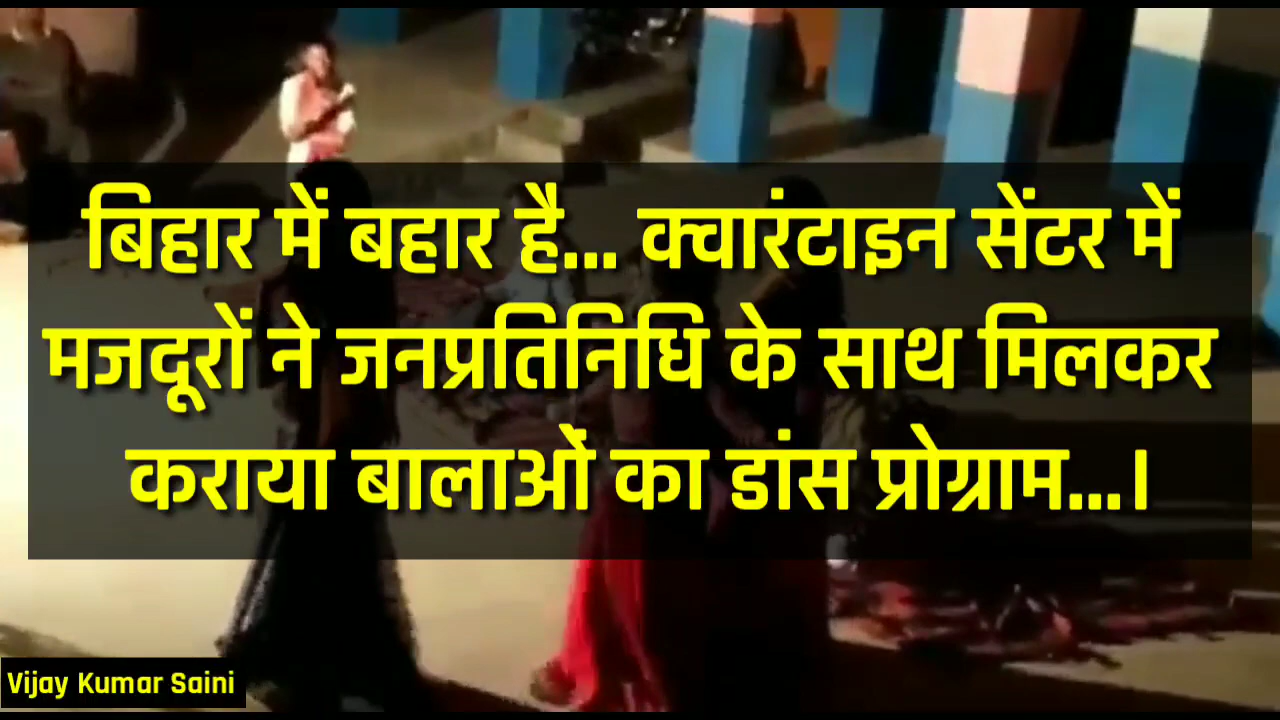 बिहार में बहार है... क्वारंटाइन सेंटर में
मजदूरों ने जनप्रतिनिधि के साथ मिलकर
कराया बालाओं का डांस प्रोग्राम...।
Vijay Kumar Saini